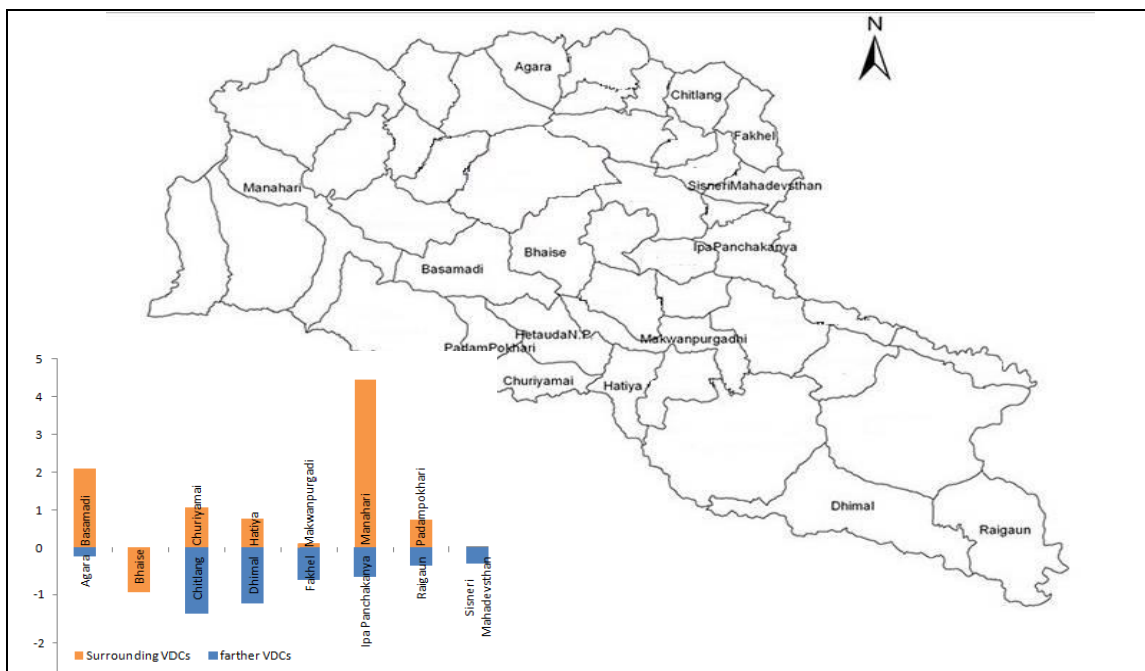 N
Agara
Chitlang
Fakhel
Manahari
SisneriMahadevsthan
IpaPanchakanya
Bhaise
Basamadi
HetaudaN.P.
Makwanpurgadhi
PadamPokhari
Churiyamai
Hatiya
Dhimal
Raigaun
5
4
3
2
1
0
-1
-2
Agara Basamadi
Bhaise
Chitlang Churiyamai
Dhimal Hatiya
Fakhel Makwanpurgadi
Ipa Panchakanya Manahari
Raigaun Padampokhari
Sisneri
Mahadevsthan
Surrounding VDCs farther VDCs